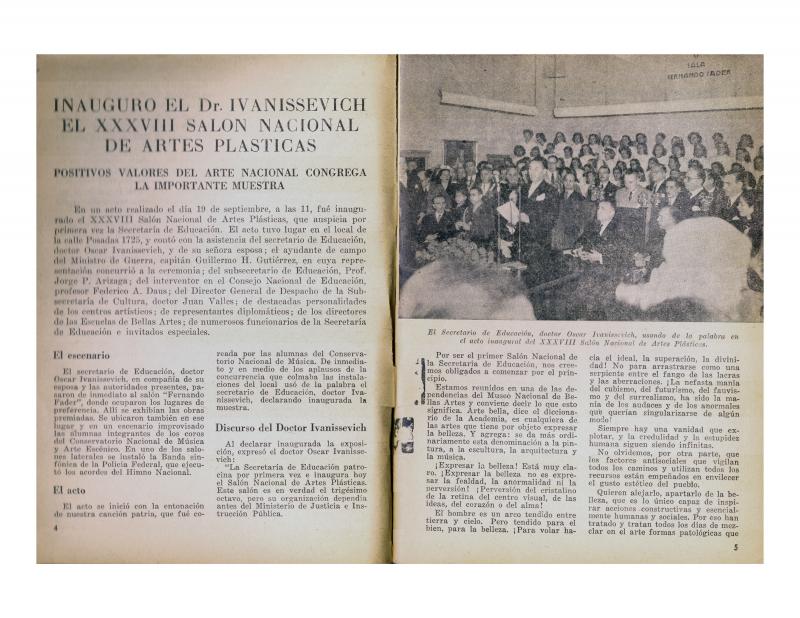 INAUGURO EL Dr. IVANISSEVICH
EL XXXVIII SALON NACIONAL
DE ARTES PLASTICAS
POSITIVOS VALORES DEL ARTE NACIONAL CONGREGA
LA IMPORTANTE MUESTRA
En un acto realizado el día 19 de septiembre, a las 11, fué inaugu-
rado el XXXVIII Salón Nacional de Artes Plásticas, que auspicia por
primera vez la Secretaría de Educación. El acto tuvo lugar en el local de
la calle Posadas 1725, y contó con la asistencia del secretario de Educación,
doctor Oscar Ivanissevich, y de su señora esposa; el ayudante de campo
del Ministro de Guerra, capitán Guillermo H. Gutiérrez, en cuya repre-
sentación concurrió a la ceremonia; del subsecretario de Educación, Prof.
Jorge P. Arizaga; del interventor en el Consejo Nacional de Educación,
profesor Federico A. Daus; del Director General de Despacho de la Sub-
secretaría de Cultura, doctor Juan Valles; de destacadas personalidades
de los centros artísticos; de representantes diplomáticos; de los directores
de las Escuelas de Bellas Artes; de numerosos funcionarios de la Secretaría
de Educación e invitados especiales.
El escenario
El secretario de Educación, doctor
Oscar Ivanissevich, en compañía de su
esposa y las autoridades presentes, pa-
saron de inmediato al salón "Fernando
Fader", donde ocuparon los lugares de
preferencia. Allí se exhibían las obras
premiadas. Se ubicaron también en ese
lugar y en un escenario improvisado
las alumnas integrantes de los coros
del Conservatorio Nacional de Música
y Arte Escénico. En uno de los salo-
nes laterales se instaló la Banda sin-
fónica de la Policía Federal, que ejecu-
tó los acordes del Himno Nacional.
El acto
El acto se inició con la entonación
de nuestra canción patria, que fué co-
4
reada por las alumnas del Conserva-
torio Nacional de Música. De inmedia-
to y en medio de los aplausos de la
concurrencia que colmaba las instala-
ciones del local usó de la palabra el
secretario de Educación, doctor Iva-
nissevich, declarando inaugurada la
muestra.
Discurso del Doctor Ivanissevich
Al declarar inaugurada la exposi-
ción, expresó el doctor Oscar Ivanisse-
vich:
"La Secretaría de Educación patro-
cina por primera vez e inaugura hoy
el Salón Nacional de Artes Plásticas.
Este salón es en verdad el trigésimo
octavo, pero su organización dependía
antes del Ministerio de Justicia e Ins-
trucción Pública.
SALA
FERNANDO FADER
El Secretario de Educación, doctor Oscar Ivanissevich, usando de la palabra en
el acto inaugural del XXXVIII Salón Nacional de Artes Plásticas.
Por ser el primer Salón Nacional de
la Secretaría de Educación, nos cree-
mos obligados a comenzar por el prin-
cipio.
Estamos reunidos en una de las de-
pendencias del Museo Nacional de Be-
llas Artes y conviene decir lo que esto
significa. Arte bella, dice el dicciona-
rio de la Academia, es cualquiera de
las artes que tiene por objeto expresar
la belleza. Y agrega: se da más ordi-
nariamente esta denominación a la pin-
tura, a la escultura, la arquitectura y
la música.
¡Expresar la belleza! Está muy cla-
ro. ¡Expresar la belleza no es expre-
sar la fealdad, la anormalidad ni la
perversión! ¡Perversión del cristalino
de la retina del centro visual, de las
ideas, del corazón o del alma!
El hombre es un arco tendido entre
tierra y cielo. Pero tendido para el
bien, para la belleza. ¡Para volar ha-
cia el ideal, la superación, la divini-
dad! No para arrastrarse como una
serpiente entre el fango de las lacras
y las aberraciones. ¡La nefasta manía
del cubismo, del futurismo, del fauvis-
mo y del surrealismo, ha sido la ma-
nía de los audaces y de los anormales
que querían singularizarse de algún
modo!
Siempre hay una vanidad que ex-
plotar, y la credulidad y la estupidez
humana siguen siendo infinitas.
No olvidemos, por otra parte, que
los factores antisociales que vigilan
todos los caminos y utilizan todos los
recursos están empeñados en envilecer
el gusto estético del pueblo.
Quieren alejarlo, apartarlo de la be-
lleza, que es lo único capaz de inspi-
rar acciones constructivas y esencial-
mente humanas y sociales. Por eso han
tratado y tratan todos los días de mez-
clar en el arte formas patológicas que
5